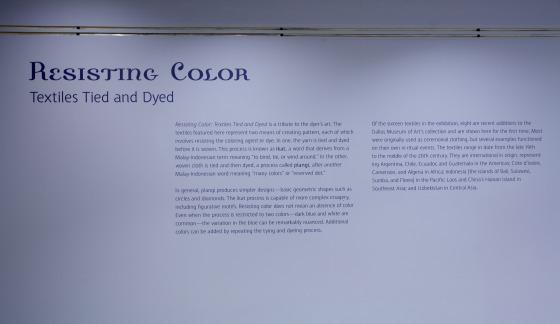 RESISTING COLOR
Textiles Tied and Dyed
Resisting Color: Textiles Tied and Dyed is a tribute to the dyer's art. The
textiles featured here represent two means of creating pattern, each of which
involves resisting the coloring agent or dye. In one, the yarn is tied and dyed
before it is woven. This process is known as ikat, a word that derives from a
Malay-Indonesian term meaning "to bind, tie, or wind around." In the other,
woven cloth is tied and then dyed, a process called plangi, after another
Malay-Indonesian word meaning "many colors" or "reserved dot."
In general, plangi produces simpler designs—basic geometric shapes such as
circles and diamonds. The ikat process is capable of more complex imagery,
including figurative motifs. Resisting color does not mean an absence of color.
Even when the process is restricted to two colors—dark blue and white are
common—the variation in the blue can be remarkably nuanced. Additional
colors can be added by repeating the tying and dyeing process.
Of the sixteen textiles in the exhibition, eight are recent additions to the
Dallas Museum of Art's collection and are shown here for the first time. Most
were originally used as ceremonial clothing, but several examples functioned
on their own in ritual events. The textiles range in date from the late 19th
to the middle of the 20th century. They are international in origin, represent-
ing Argentina, Chile, Ecuador, and Guatemala in the Americas; Côte d'Ivoire,
Cameroon, and Algeria in Africa; Indonesia (the islands of Bali, Sulawesi,
Sumba, and Flores) in the Pacific; Laos and China's Hainan Island in
Southeast Asia; and Uzbekistan in Central Asia.